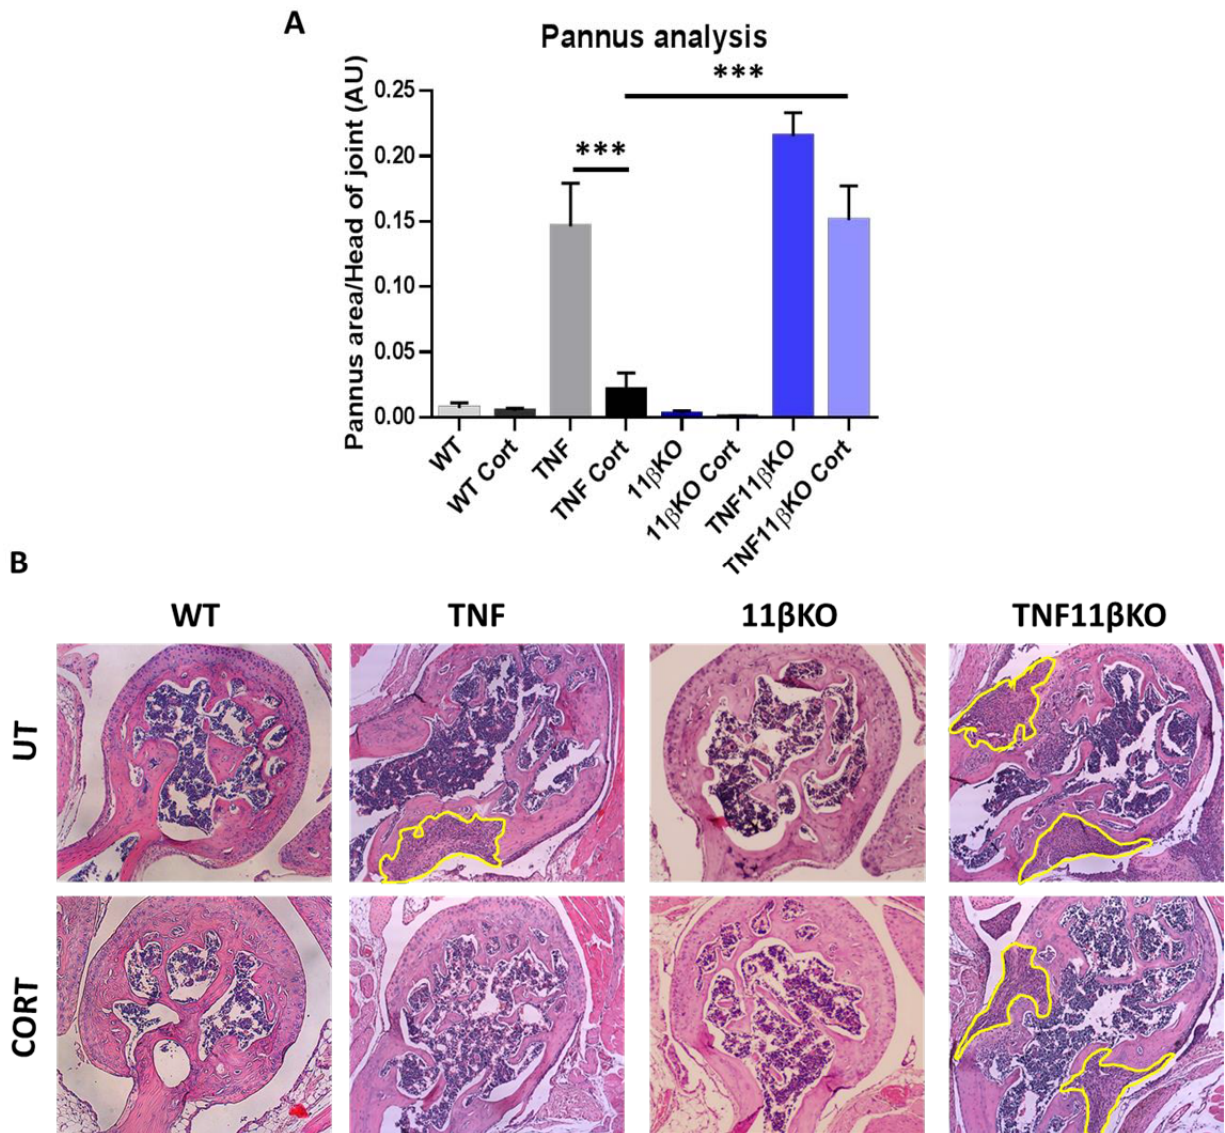 A
Pannus analysis
***
***
Pannus area/Head of joint (AU)
0.25
0.20
0.15
0.10
0.05
0.00
WT
WT Cort
TNF
TNF Cort
11βKO
11βKO Cort
TNF11βKO
TNF11βKO Cort
B
WT TNF 11βKO TNF11βKO
UT
CORT